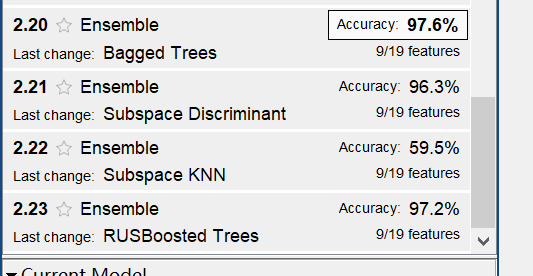 2.20 Ensemble Accuracy: 97.6%
Last change: Bagged Trees 9/19 features
2.21 Ensemble Accuracy: 96.3%
Last change: Subspace Discriminant 9/19 features
2.22 Ensemble Accuracy: 59.5%
Last change: Subspace KNN 9/19 features
2.23 Ensemble Accuracy: 97.2%
Last change: RUSBoosted Trees 9/19 features
Current Model